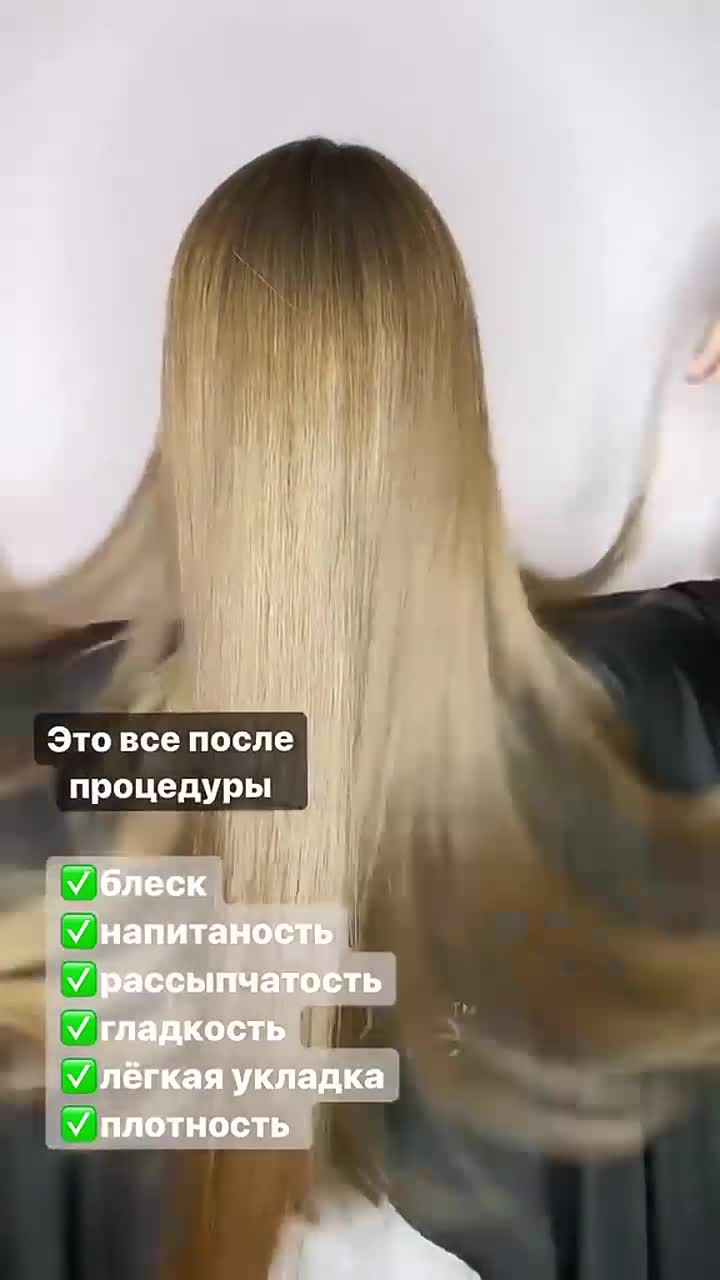 Это все после
процедуры
✅блеск
✅напитаность
✅рассыпчатость
✅гладкость
✅лёгкая укладка
✅плотность